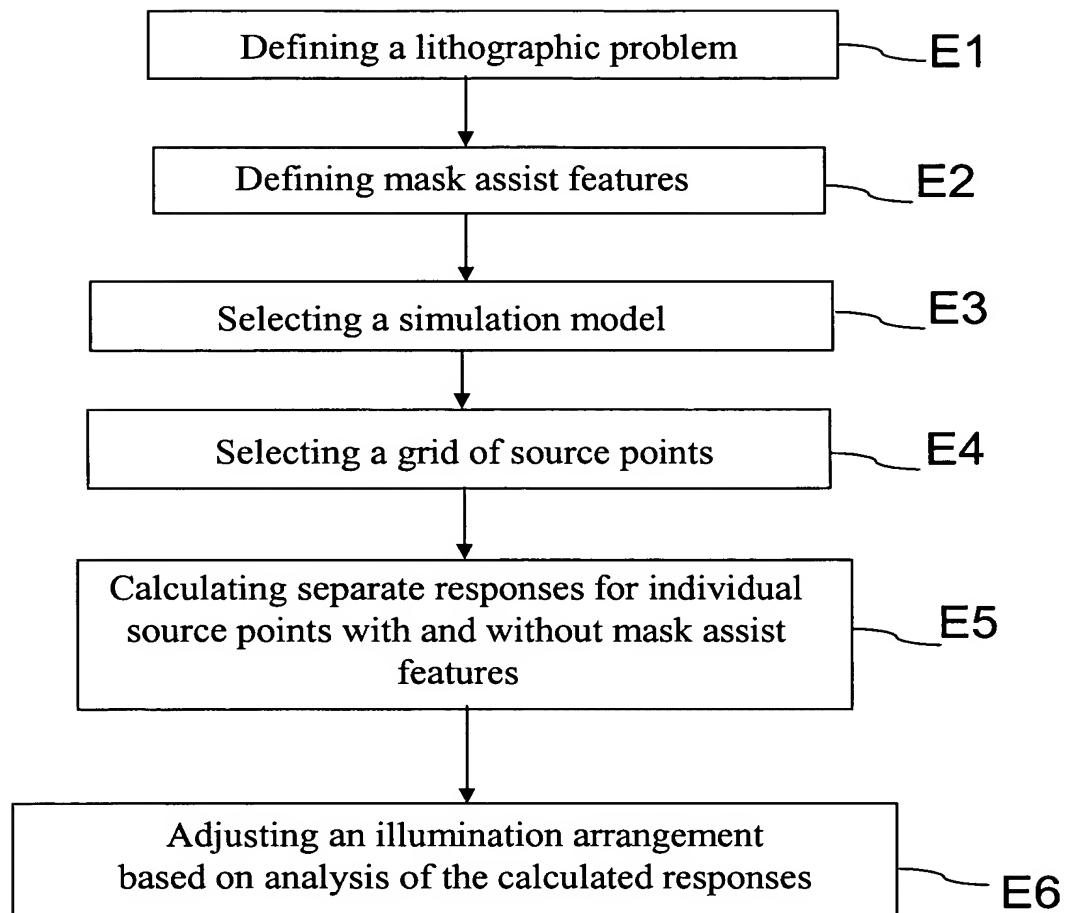 Defining a lithographic problem
E1
Defining mask assist features
E2
Selecting a simulation model
E3
Selecting a grid of source points
E4
Calculating separate responses for individual
source points with and without mask assist
features
E5
Adjusting an illumination arrangement
based on analysis of the calculated responses
E6